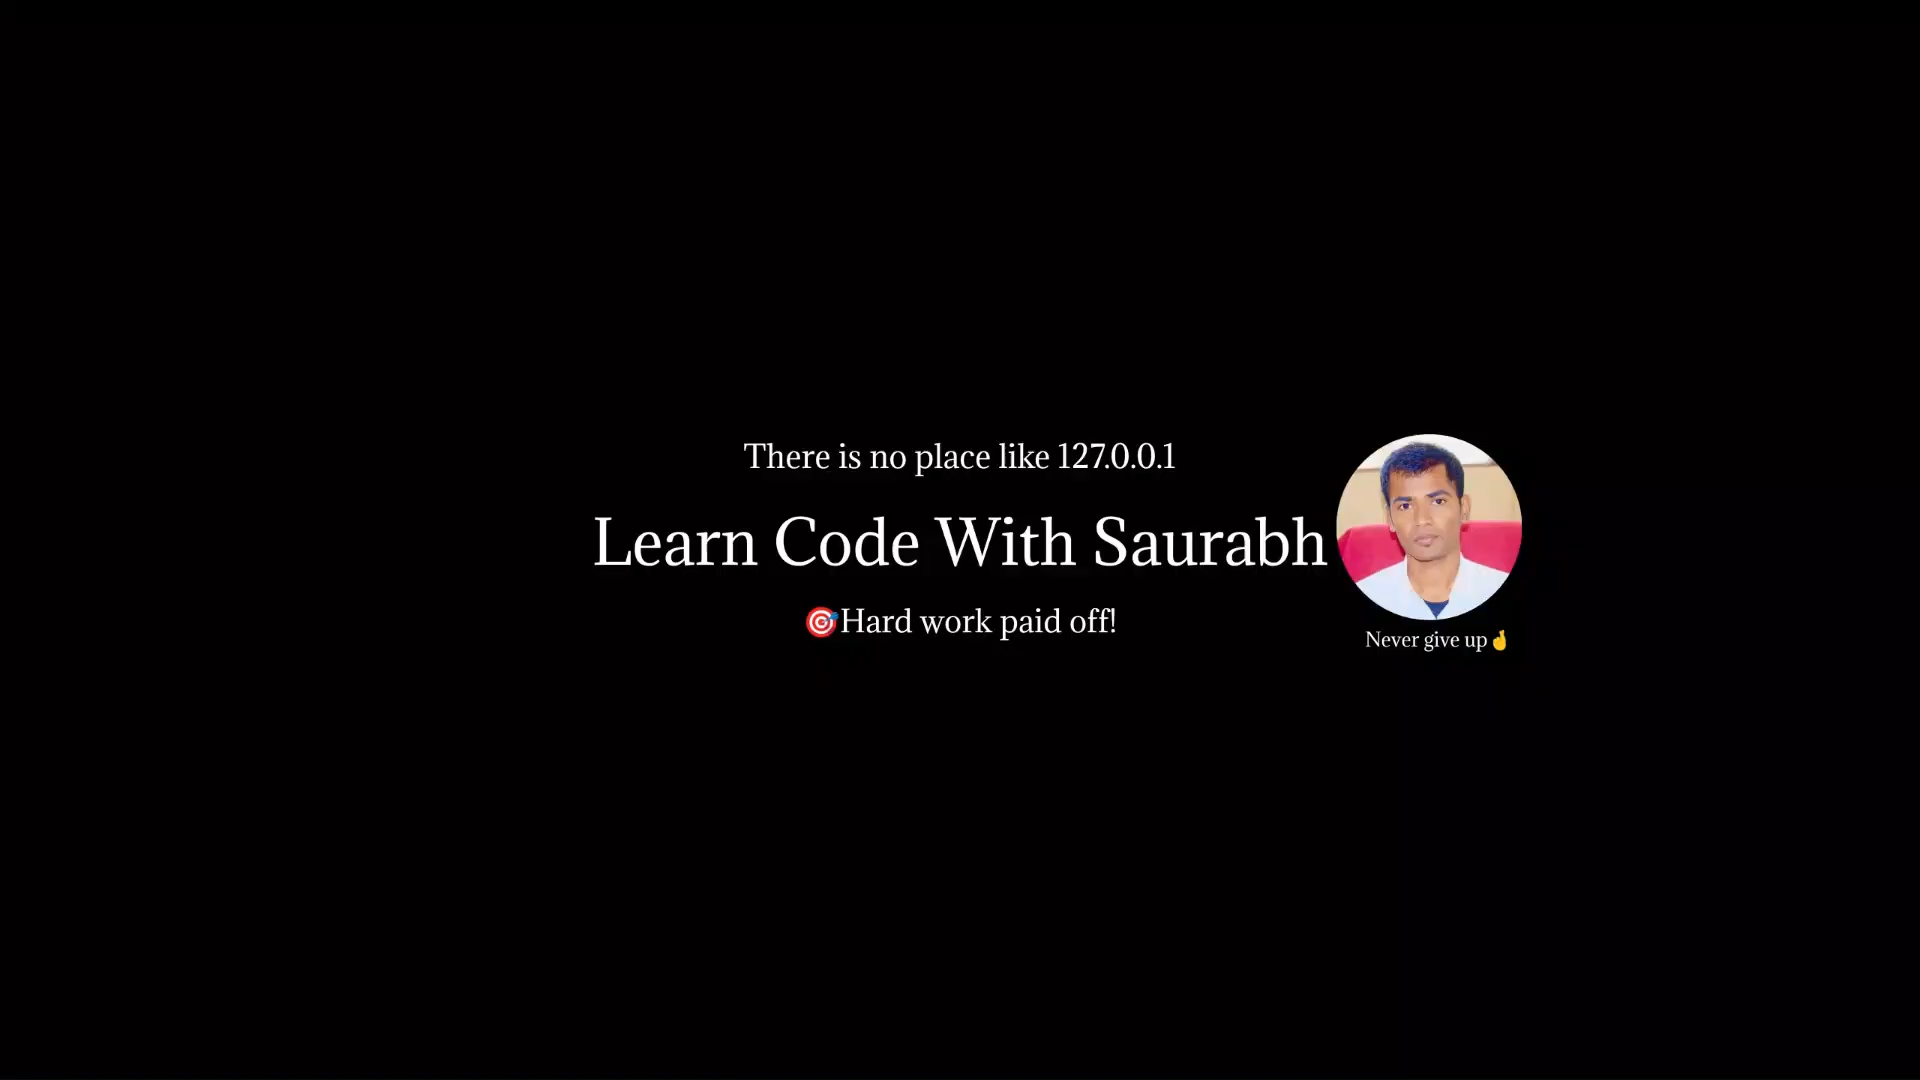 There is no place like 127.0.0.1
Learn Code With Saurabh
🎯Hard work paid off!
Never give up🤞